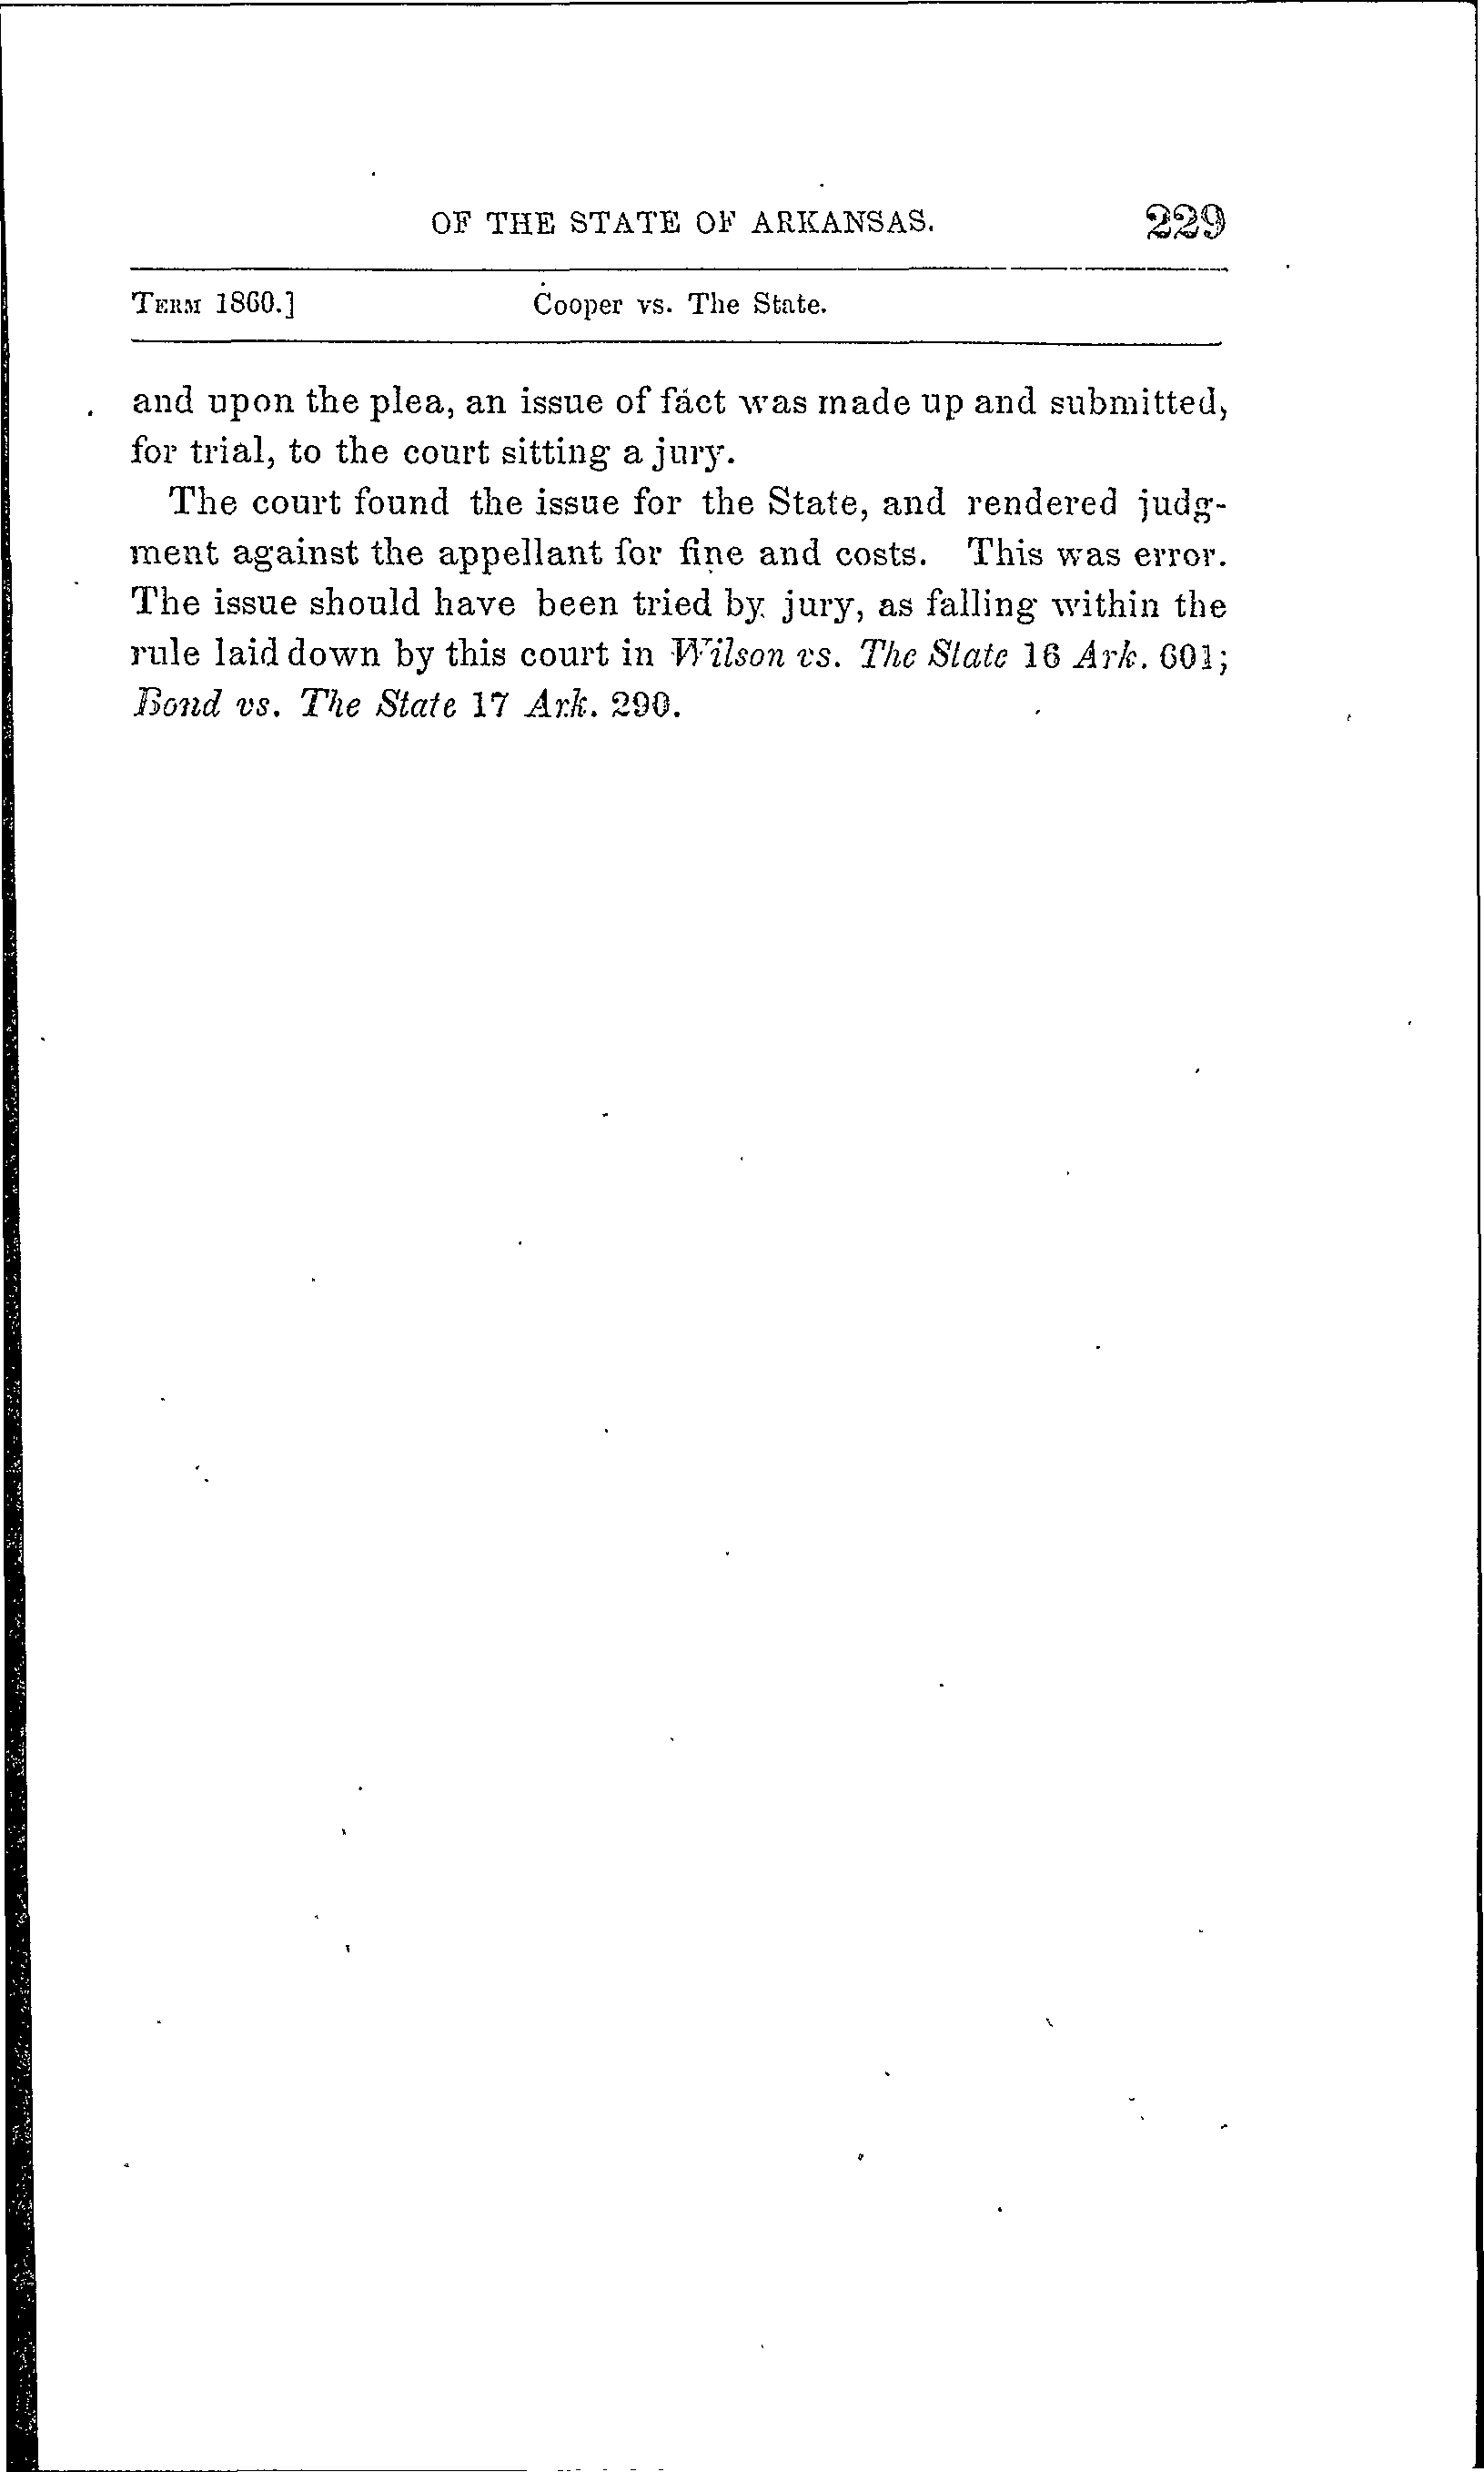 OF THE STATE OF ARKANSAS. 229
TERM 1860.] Cooper vs. The State.
and upon the plea, an issue of fact was made up and submitted,
for trial, to the court sitting a jury.
The court found the issue for the State, and rendered judg-
ment against the appellant for fine and costs. This was error.
The issue should have been tried by jury, as falling within the
rule laid down by this court in Wilson vs. The State 16 Ark. 601;
Bond vs. The State 17 Ark. 290.